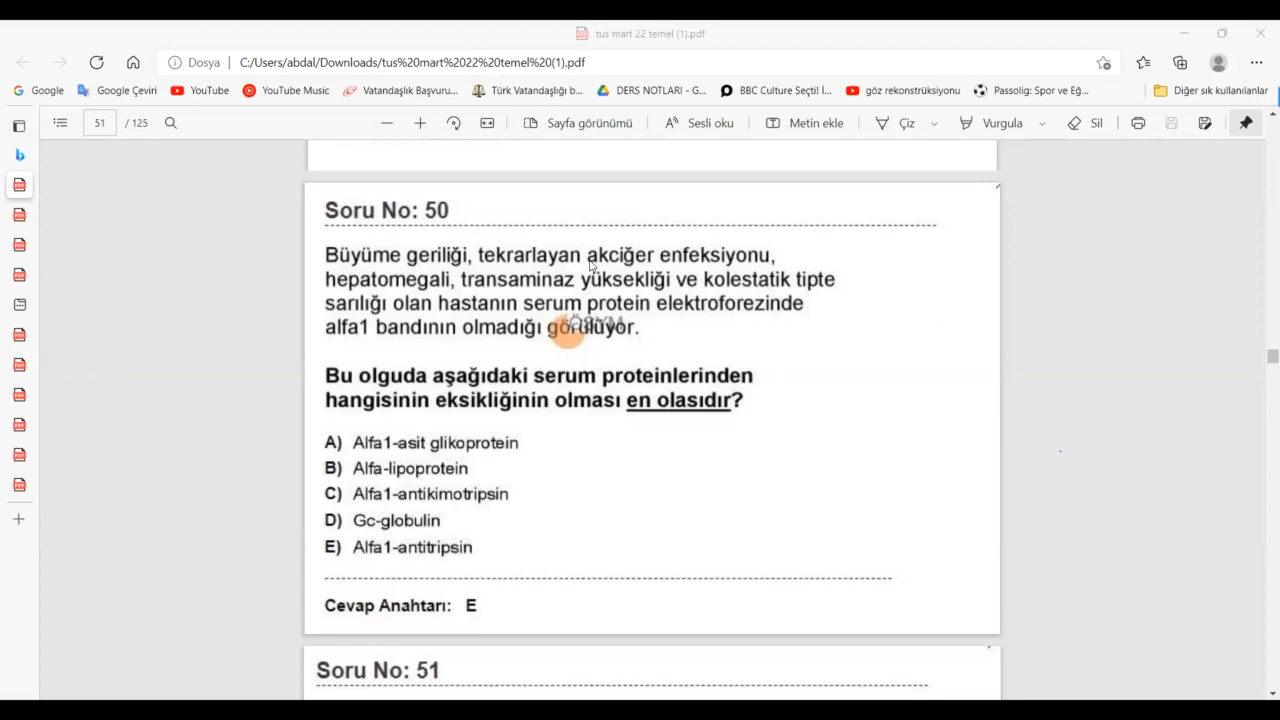 tus mart 22 temel (1).pdf
Dosya | C:/Users/abdal/Downloads/tus%20mart%2022%20temel%20(1).pdf
Google Google Çeviri YouTube YouTube Music Vatandaşlık Başvuru... Türk Vatandaşlığı b... DERS NOTLARI - G... BBC Culture Seçti! İ... göz rekonstrüksiyonu Passolig: Spor ve Eğ... Diğer sık kullanılanlar
51 / 125 Sayfa görünümü Sesli oku Metin ekle Çiz Vurgula Sil
Soru No: 50
Büyüme geriliği, tekrarlayan akciğer enfeksiyonu,
hepatomegali, transaminaz yüksekliği ve kolestatik tipte
sarılığı olan hastanın serum protein elektroforezinde
alfa1 bandının olmadığı görülüyor.
ÖSYM
Bu olguda aşağıdaki serum proteinlerinden
hangisinin eksikliğinin olması en olasıdır?
A) Alfa1-asit glikoprotein
B) Alfa-lipoprotein
C) Alfa1-antikimotripsin
D) Gc-globulin
E) Alfa1-antitripsin
Cevap Anahtarı: E
Soru No: 51